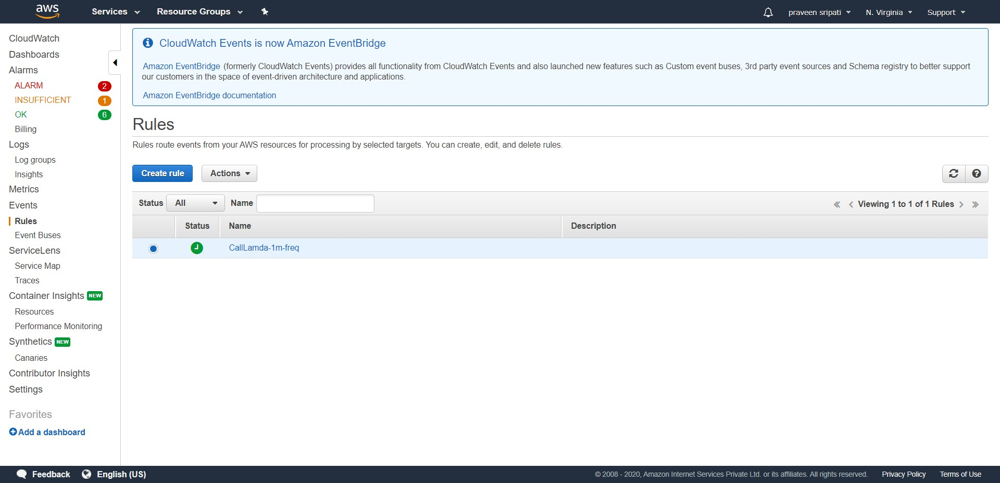 aws Services Resource Groups praveen sripati N. Virginia Support
CloudWatch
Dashboards
Alarms
ALARM 2
INSUFFICIENT 1
OK 6
Billing
Logs
Log groups
Insights
Metrics
Events
Rules
Event Buses
ServiceLens
Service Map
Traces
Container Insights NEW
Resources
Performance Monitoring
Synthetics NEW
Canaries
Contributor Insights
Settings
Favorites
Add a dashboard
CloudWatch Events is now Amazon EventBridge
Amazon EventBridge (formerly CloudWatch Events) provides all functionality from CloudWatch Events and also launched new features such as Custom event buses, 3rd party event sources and Schema registry to better support
our customers in the space of event-driven architecture and applications.
Amazon EventBridge documentation
Rules
Rules route events from your AWS resources for processing by selected targets. You can create, edit, and delete rules.
Create rule Actions
Status All Name « < Viewing 1 to 1 of 1 Rules > »
Status Name Description
CallLamda-1m-freq
Feedback English (US) © 2008 - 2020, Amazon Internet Services Private Ltd. or its affiliates. All rights reserved. Privacy Policy Terms of Use